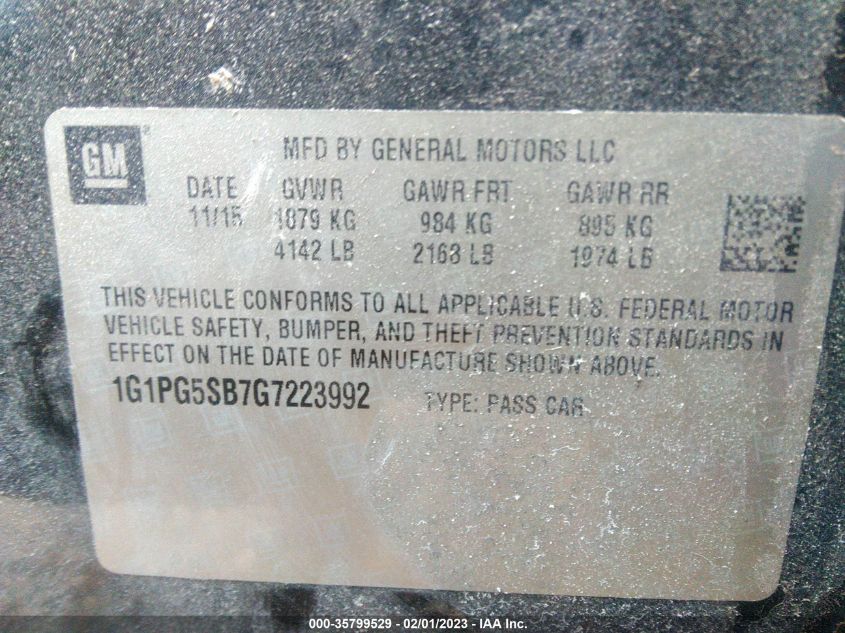 GM ®
MFD BY GENERAL MOTORS LLC
DATE GVWR GAWR FRT GAWR RR
11/15 1879 KG 984 KG 895 KG
4142 LB 2163 LB 1974 LB
THIS VEHICLE CONFORMS TO ALL APPLICABLE U.S. FEDERAL MOTOR
VEHICLE SAFETY, BUMPER, AND THEFT PREVENTION STANDARDS IN
EFFECT ON THE DATE OF MANUFACTURE SHOWN ABOVE.
1G1PG5SB7G7223992 TYPE: PASS CAR
000-35799529 - 02/01/2023 - IAA Inc.